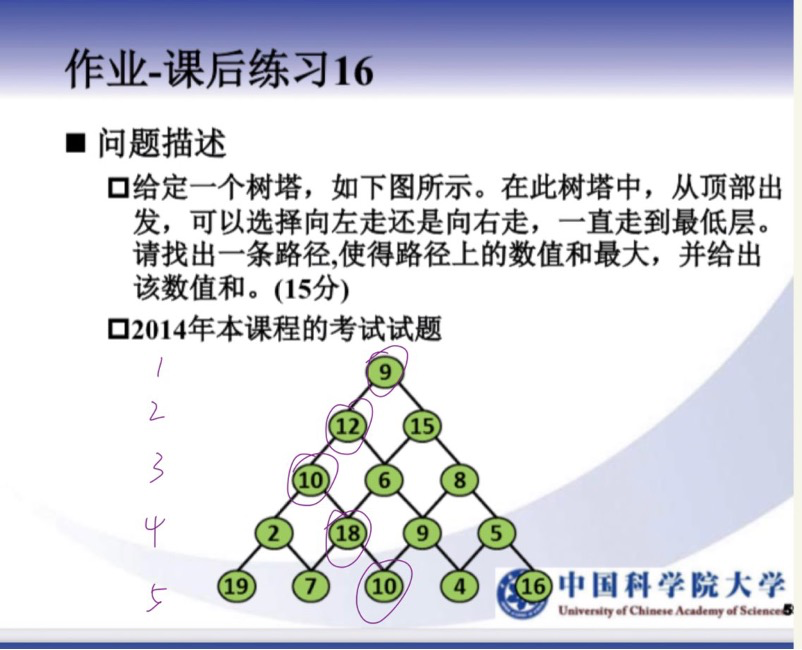 作业-课后练习16
问题描述
给定一个树塔，如下图所示。在此树塔中，从顶部出
发，可以选择向左走还是向右走，一直走到最低层。
请找出一条路径,使得路径上的数值和最大，并给出
该数值和。(15分)
2014年本课程的考试试题
1 9
2 12 15
3 10 6 8
4 2 18 9 5
5 19 7 10 4 16
中国科学院大学
University of Chinese Academy of Sciences5